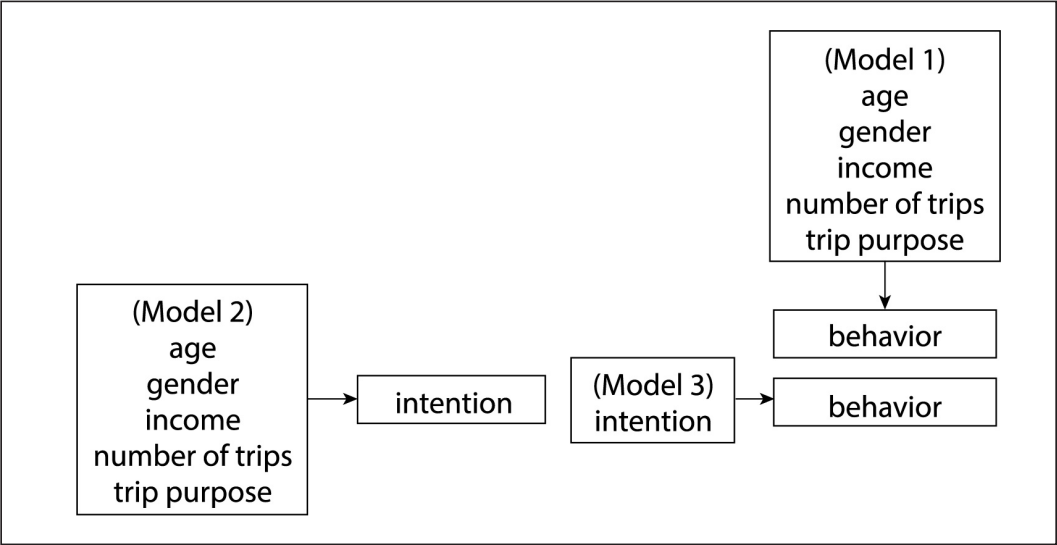 (Model 1)
age
gender
income
number of trips
trip purpose
behavior
(Model 2)
age
gender
income
number of trips
trip purpose
intention
(Model 3)
intention
behavior